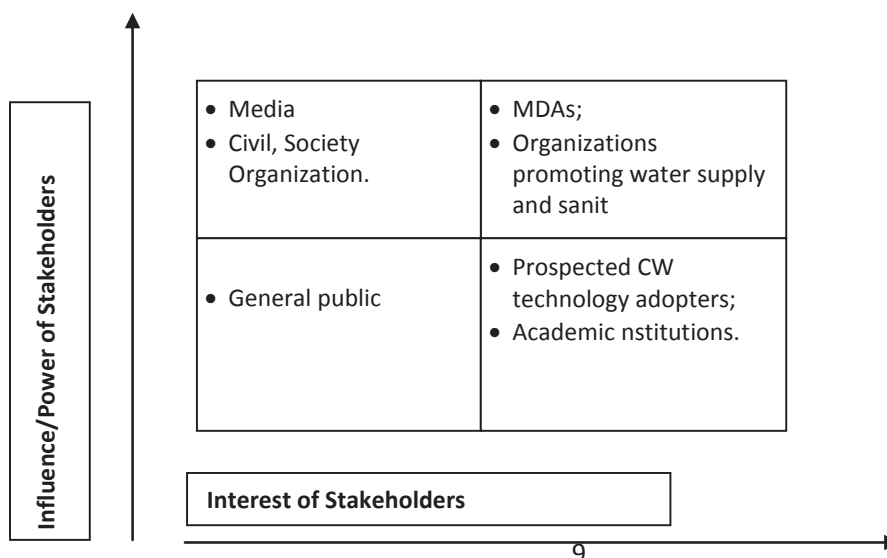 • Media
• Civil, Society
Organization.
• MDAs;
• Organizations
promoting water supply
and sanit
• General public
• Prospected CW
technology adopters;
• Academic nstitutions.
Influence/Power of Stakeholders
Interest of Stakeholders
9